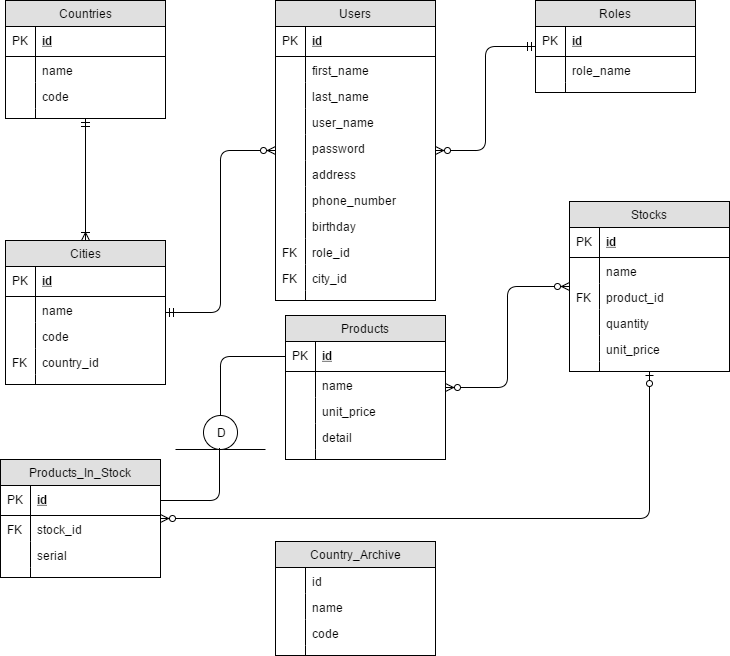 Countries
PK id
name
code
Users
PK id
first_name
last_name
user_name
password
address
phone_number
birthday
FK role_id
FK city_id
Roles
PK id
role_name
Cities
PK id
name
code
FK country_id
Stocks
PK id
name
FK product_id
quantity
unit_price
Products
PK id
name
unit_price
detail
D
Products_In_Stock
PK id
FK stock_id
serial
Country_Archive
id
name
code